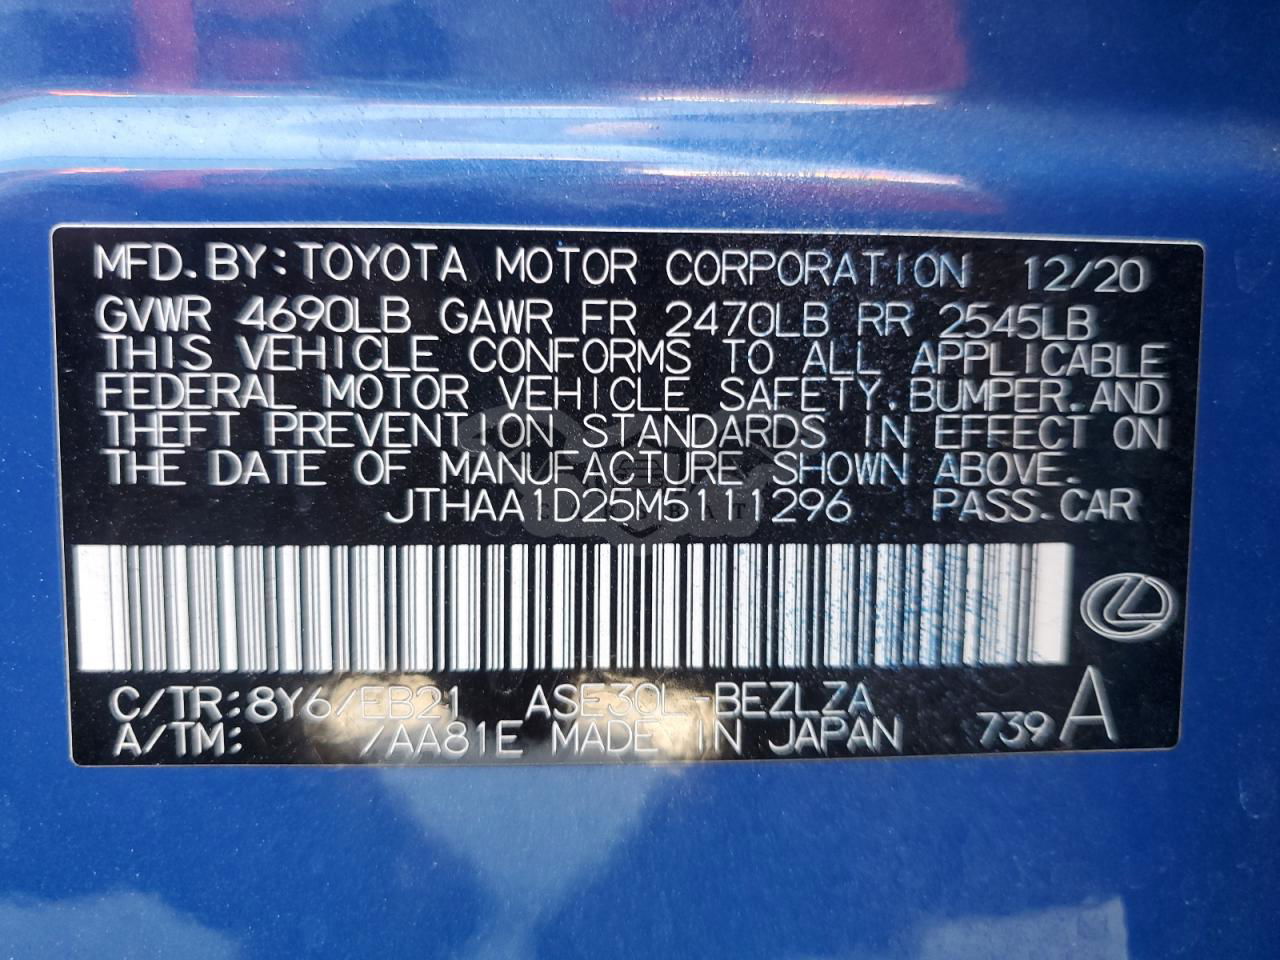 MFD.BY:TOYOTA MOTOR CORPORATION 12/20
GVWR 4690LB GAWR FR 2470LB RR 2545LB
THIS VEHICLE CONFORMS TO ALL APPLICABLE
FEDERAL MOTOR VEHICLE SAFETY,BUMPER,AND
THEFT PREVENTION STANDARDS IN EFFECT ON
THE DATE OF MANUFACTURE SHOWN ABOVE.
JTHAA1D25M5111296 PASS.CAR
C/TR:8Y6/EB21 ASE30L-BEZLZA
A/TM: /AA81E MADE IN JAPAN 739 A